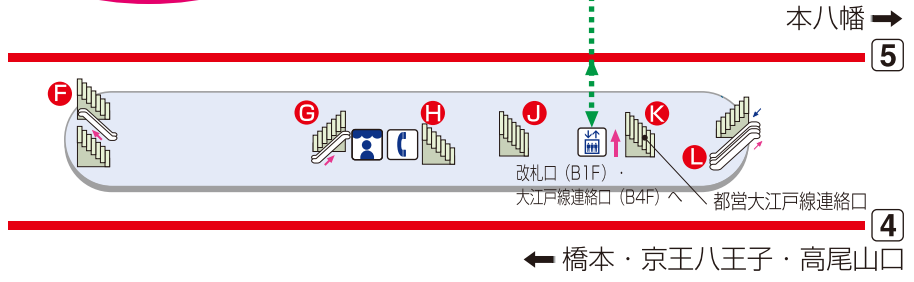 本八幡 ➡
5
F
G
H
J
K
L
改札口（B1F）・
大江戸線連絡口（B4F）へ
都営大江戸線連絡口
4
⬅ 橋本・京王八王子・高尾山口